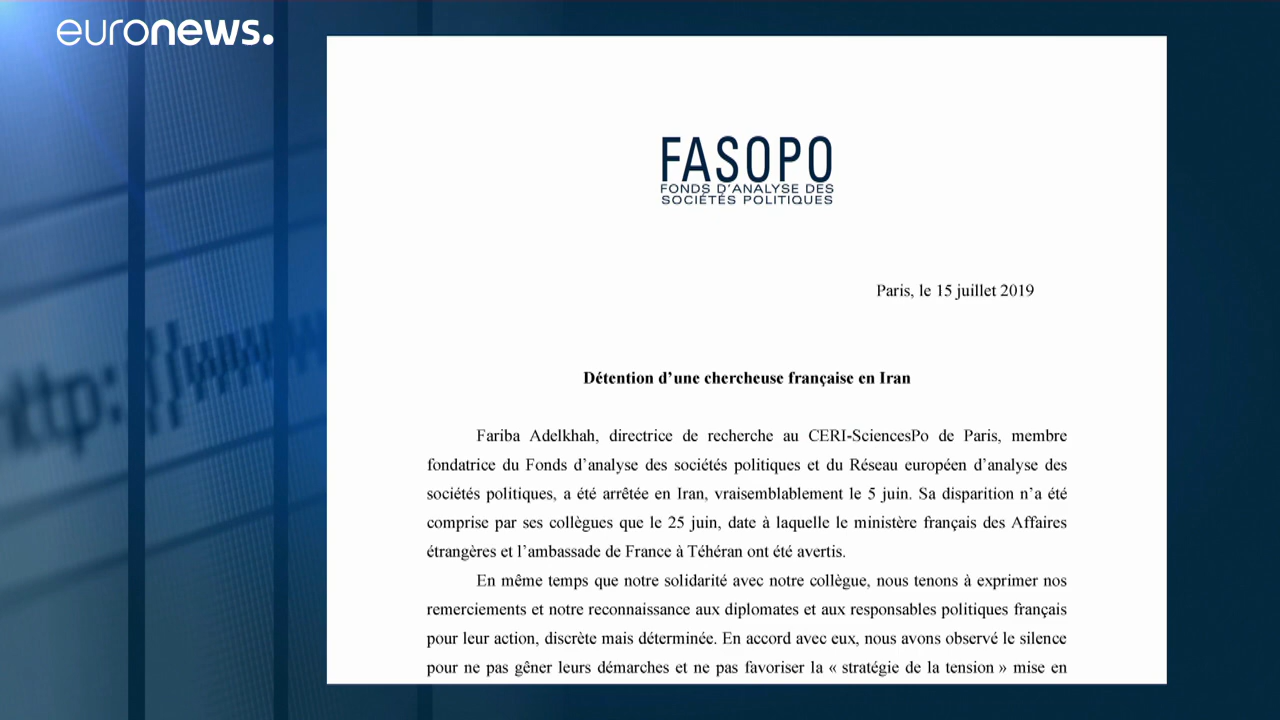 euronews.
FASOPO
FONDS D'ANALYSE DES
SOCIÉTÉS POLITIQUES
Paris, le 15 juillet 2019
Détention d'une chercheuse française en Iran
Fariba Adelkhah, directrice de recherche au CERI-SciencesPo de Paris, membre
fondatrice du Fonds d'analyse des sociétés politiques et du Réseau européen d'analyse des
sociétés politiques, a été arrêtée en Iran, vraisemblablement le 5 juin. Sa disparition n'a été
comprise par ses collègues que le 25 juin, date à laquelle le ministère français des Affaires
étrangères et l'ambassade de France à Téhéran ont été avertis.
En même temps que notre solidarité avec notre collègue, nous tenons à exprimer nos
remerciements et notre reconnaissance aux diplomates et aux responsables politiques français
pour leur action, discrète mais déterminée. En accord avec eux, nous avons observé le silence
pour ne pas gêner leurs démarches et ne pas favoriser la « stratégie de la tension » mise en
ttp://www